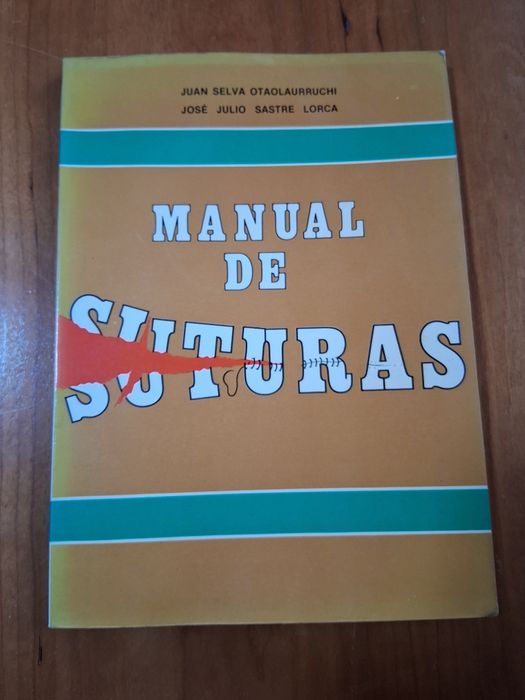 JUAN SELVA OTAOLAURRUCHI
JOSÉ JULIO SASTRE LORCA
MANUAL
DE
SUTURAS